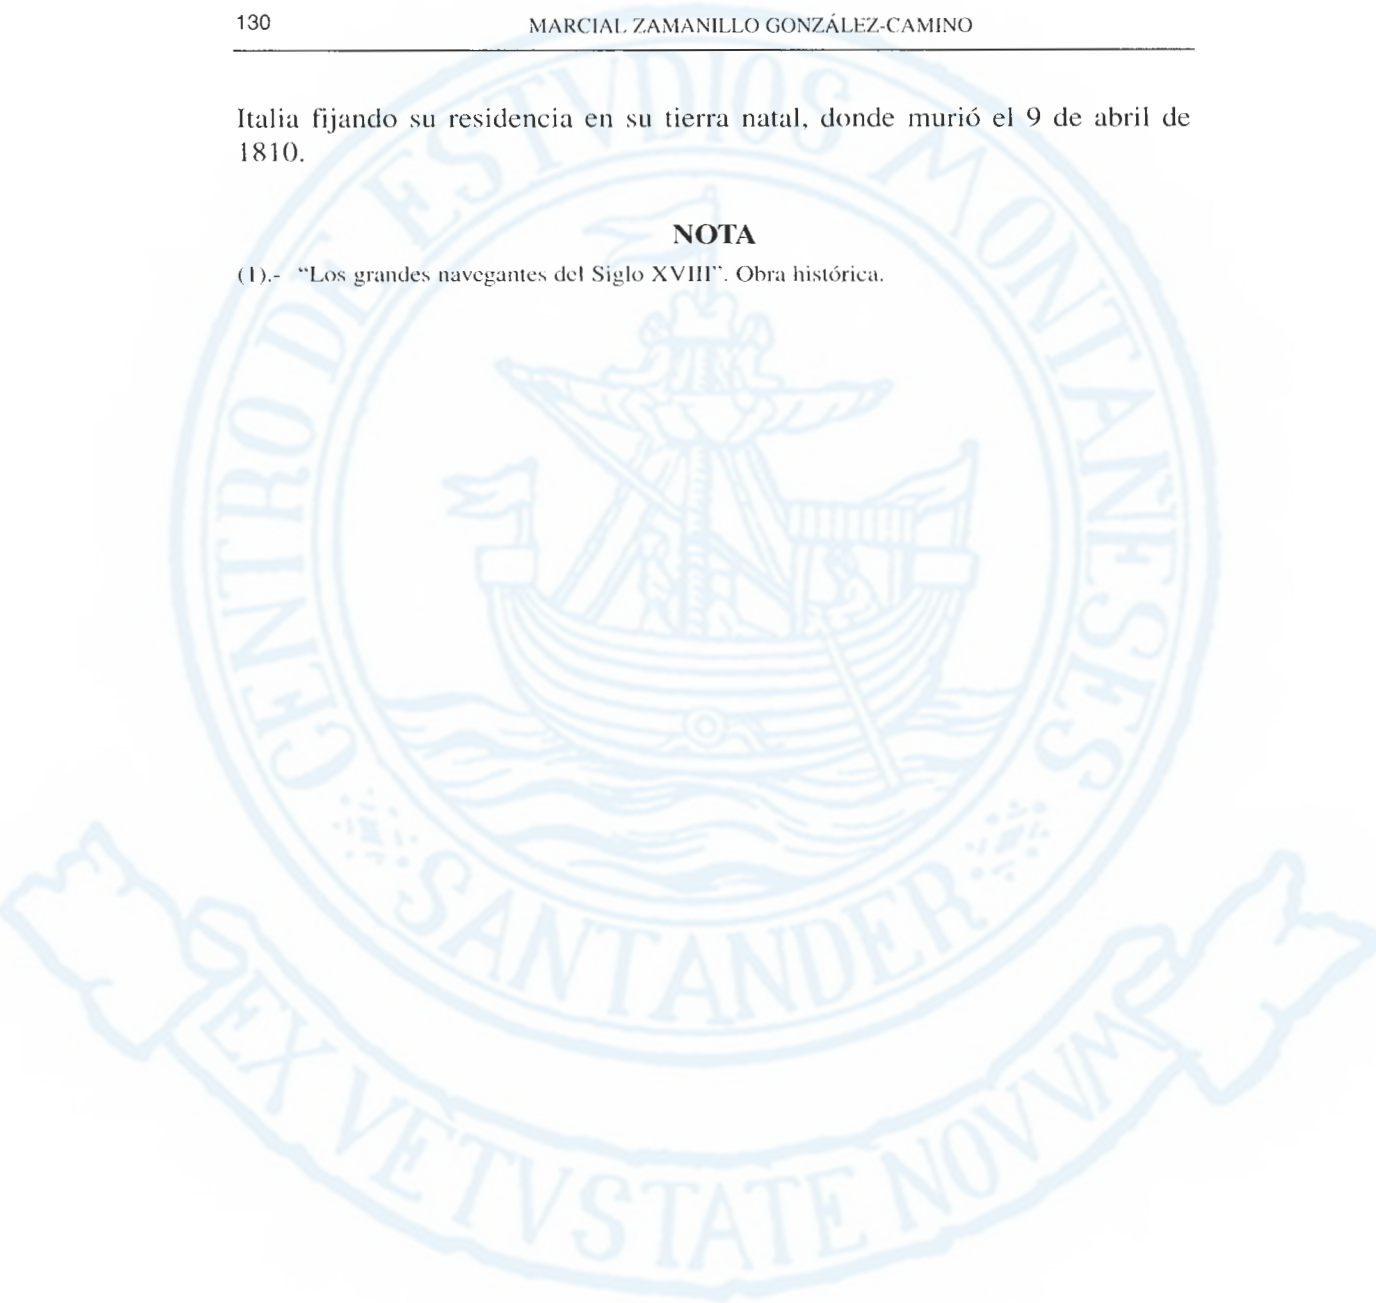 130
MARCIAL ZAMANILLO GONZÁLEZ-CAMINO
Italia fijando su residencia en su tierra natal, donde murió el 9 de abril de
1810.
NOTA
(1).- “Los grandes navegantes del Siglo XVIII”. Obra histórica.
CENTRO DE ESTVDIOS MONTAÑESES
SANTANDER
EX VETVSTATE NOVVM